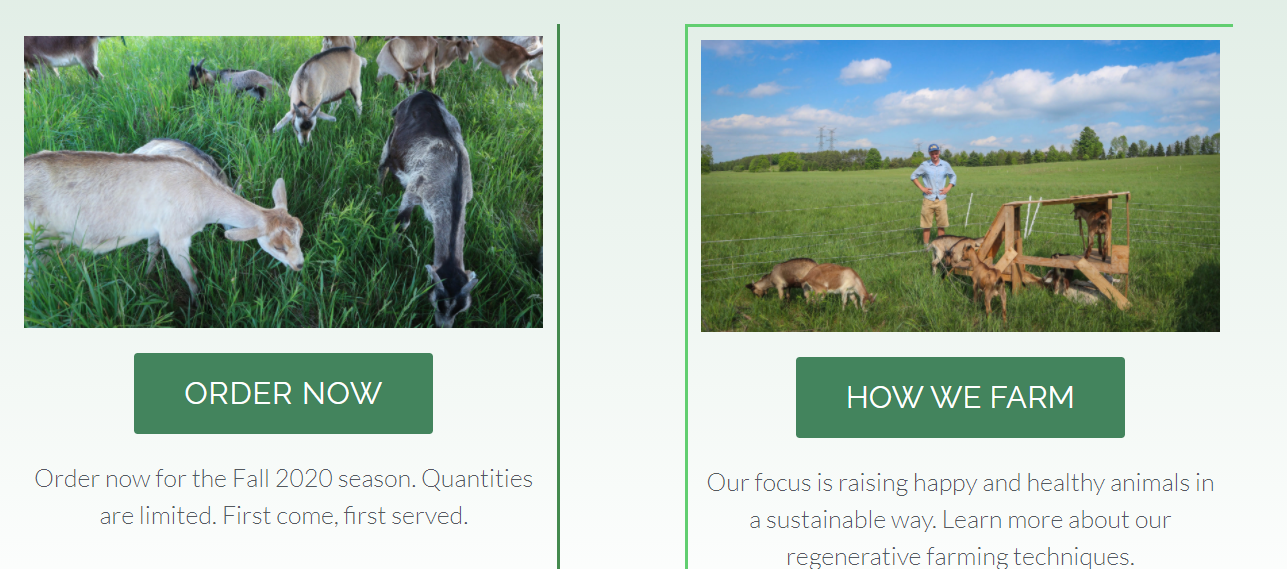 ORDER NOW
Order now for the Fall 2020 season. Quantities
are limited. First come, first served.
HOW WE FARM
Our focus is raising happy and healthy animals in
a sustainable way. Learn more about our
regenerative farming techniques.